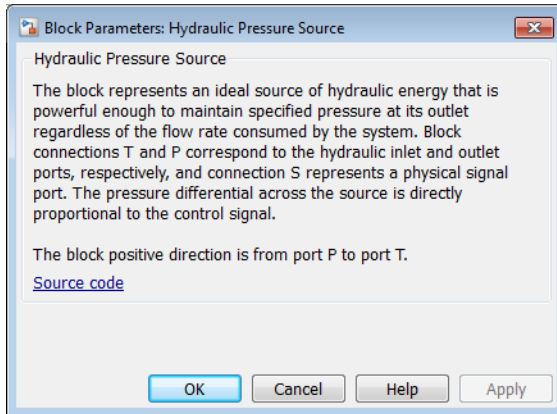 Block Parameters: Hydraulic Pressure Source
Hydraulic Pressure Source
The block represents an ideal source of hydraulic energy that is
powerful enough to maintain specified pressure at its outlet
regardless of the flow rate consumed by the system. Block
connections T and P correspond to the hydraulic inlet and outlet
ports, respectively, and connection S represents a physical signal
port. The pressure differential across the source is directly
proportional to the control signal.
The block positive direction is from port P to port T.
Source code
OK Cancel Help Apply